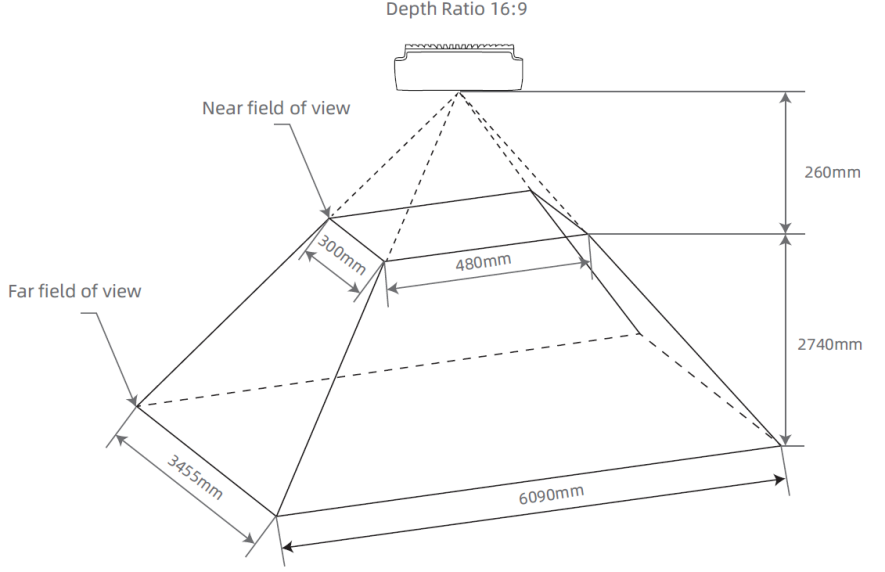 Depth Ratio 16:9
Near field of view
260mm
300mm
480mm
Far field of view
2740mm
3455mm
6090mm